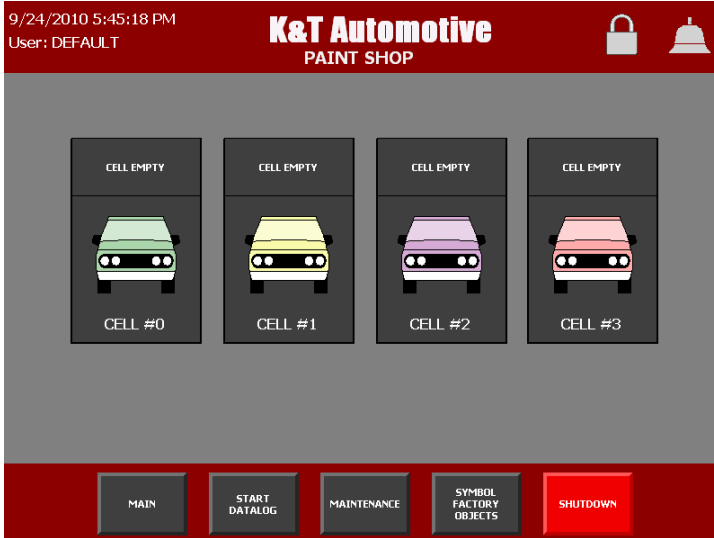 9/24/2010 5:45:18 PM
User: DEFAULT
K&T Automotive
PAINT SHOP
CELL EMPTY
CELL EMPTY
CELL EMPTY
CELL EMPTY
CELL #0
CELL #1
CELL #2
CELL #3
MAIN
START
DATALOG
MAINTENANCE
SYMBOL
FACTORY
OBJECTS
SHUTDOWN